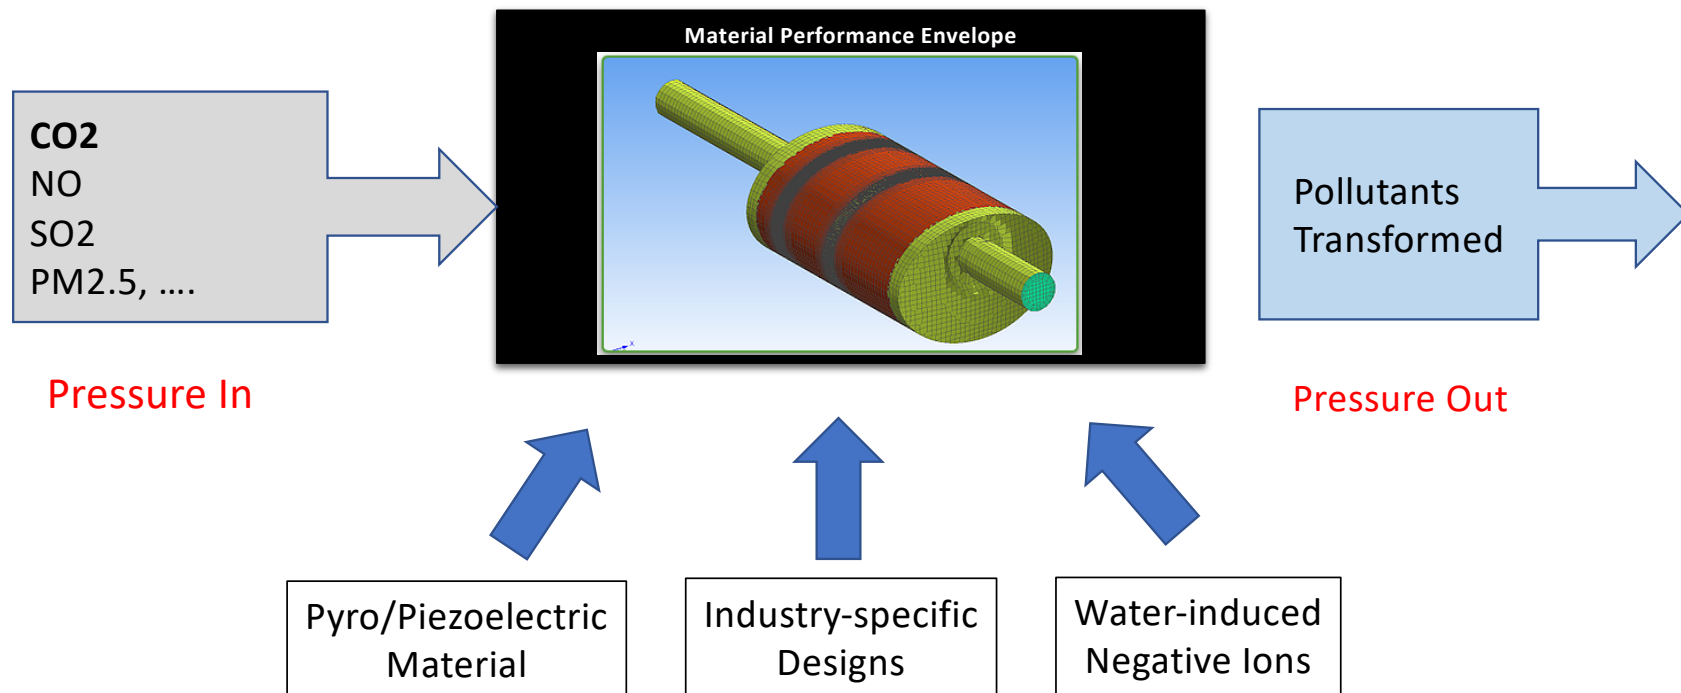 Material Performance Envelope
CO2
NO
SO2
PM2.5, ....
Pressure In
X
Pollutants
Transformed
Pressure Out
Pyro/Piezoelectric
Material
Industry-specific
Designs
Water-induced
Negative Ions